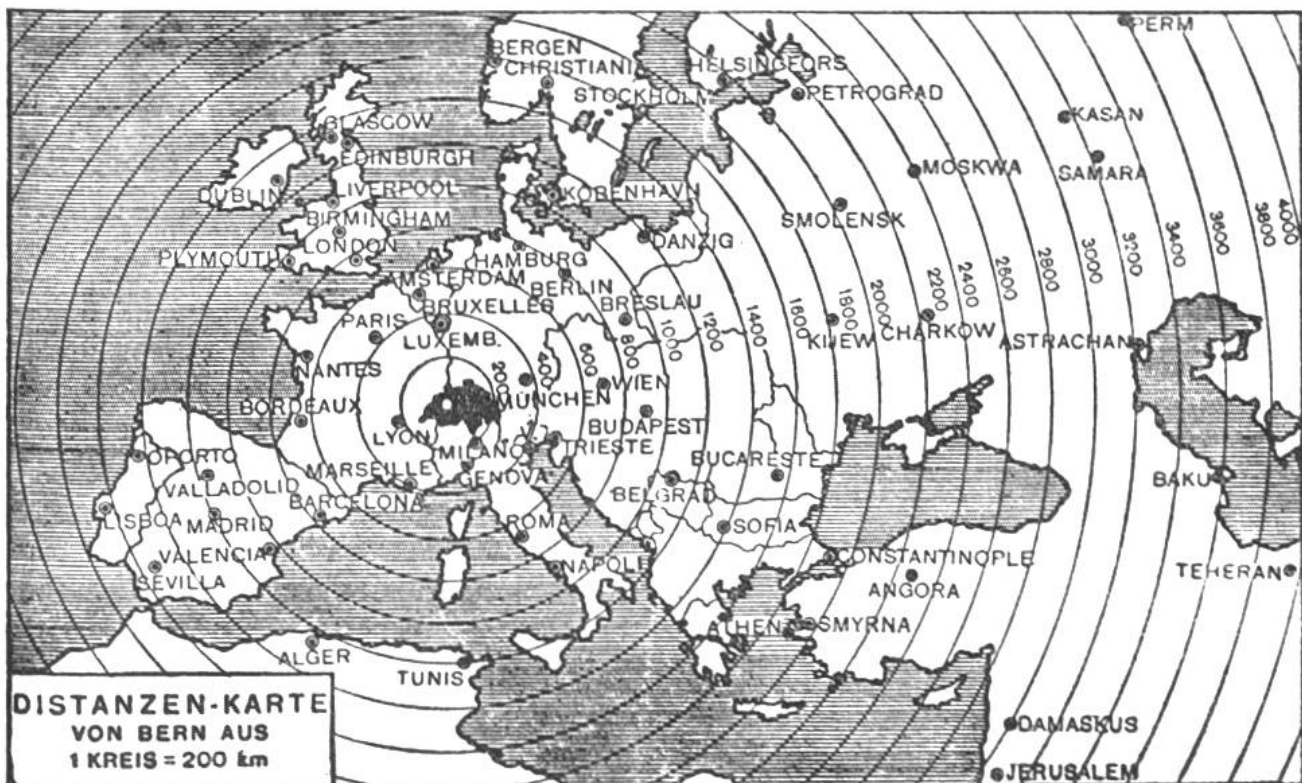 PERM
BERGEN
CHRISTIANIA
HELSINGFORS
STOCKHOLM
PETROGRAD
KASAN
GLASGOW
EDINBURGH
MOSKWA
SAMARA
DUBLIN
LIVERPOOL
KØBENHAVN
BIRMINGHAM
SMOLENSK
LONDON
DANZIG
PLYMOUTH
HAMBURG
AMSTERDAM
BERLIN
BRUXELLES
BRESLAU
PARIS
LUXEMB.
KIJEW
CHARKOW
ASTRACHAN
200
400
600
800
1000
1200
1400
1600
1800
2000
2200
2400
2600
2800
3000
3200
3400
3600
3800
4000
NANTES
MÜNCHEN
WIEN
BORDEAUX
LYON
BUDAPEST
MILANO
TRIESTE
OPORTO
MARSEILLE
GENOVA
BUCAREST
VALLADOLID
BARCELONA
BELGRAD
BAKU
LISBOA
MADRID
ROMA
SOFIA
VALENCIA
SEVILLA
NAPOLI
CONSTANTINOPLE
ANGORA
TEHERAN
ATHEN
SMYRNA
ALGER
TUNIS
DISTANZEN-KARTE
VON BERN AUS
1 KREIS = 200 km
DAMASKUS
JERUSALEM